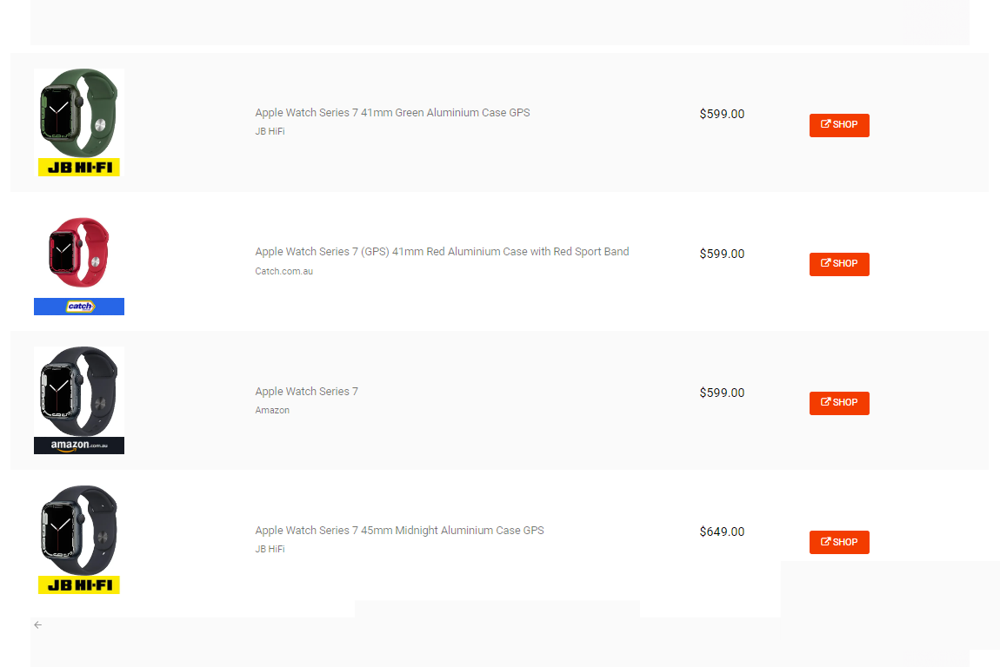 JB HI-FI
Apple Watch Series 7 41mm Green Aluminium Case GPS
JB HiFi
$599.00
SHOP
catch
Apple Watch Series 7 (GPS) 41mm Red Aluminium Case with Red Sport Band
Catch.com.au
$599.00
SHOP
amazon.com.au
Apple Watch Series 7
Amazon
$599.00
SHOP
JB HI-FI
Apple Watch Series 7 45mm Midnight Aluminium Case GPS
JB HiFi
$649.00
SHOP